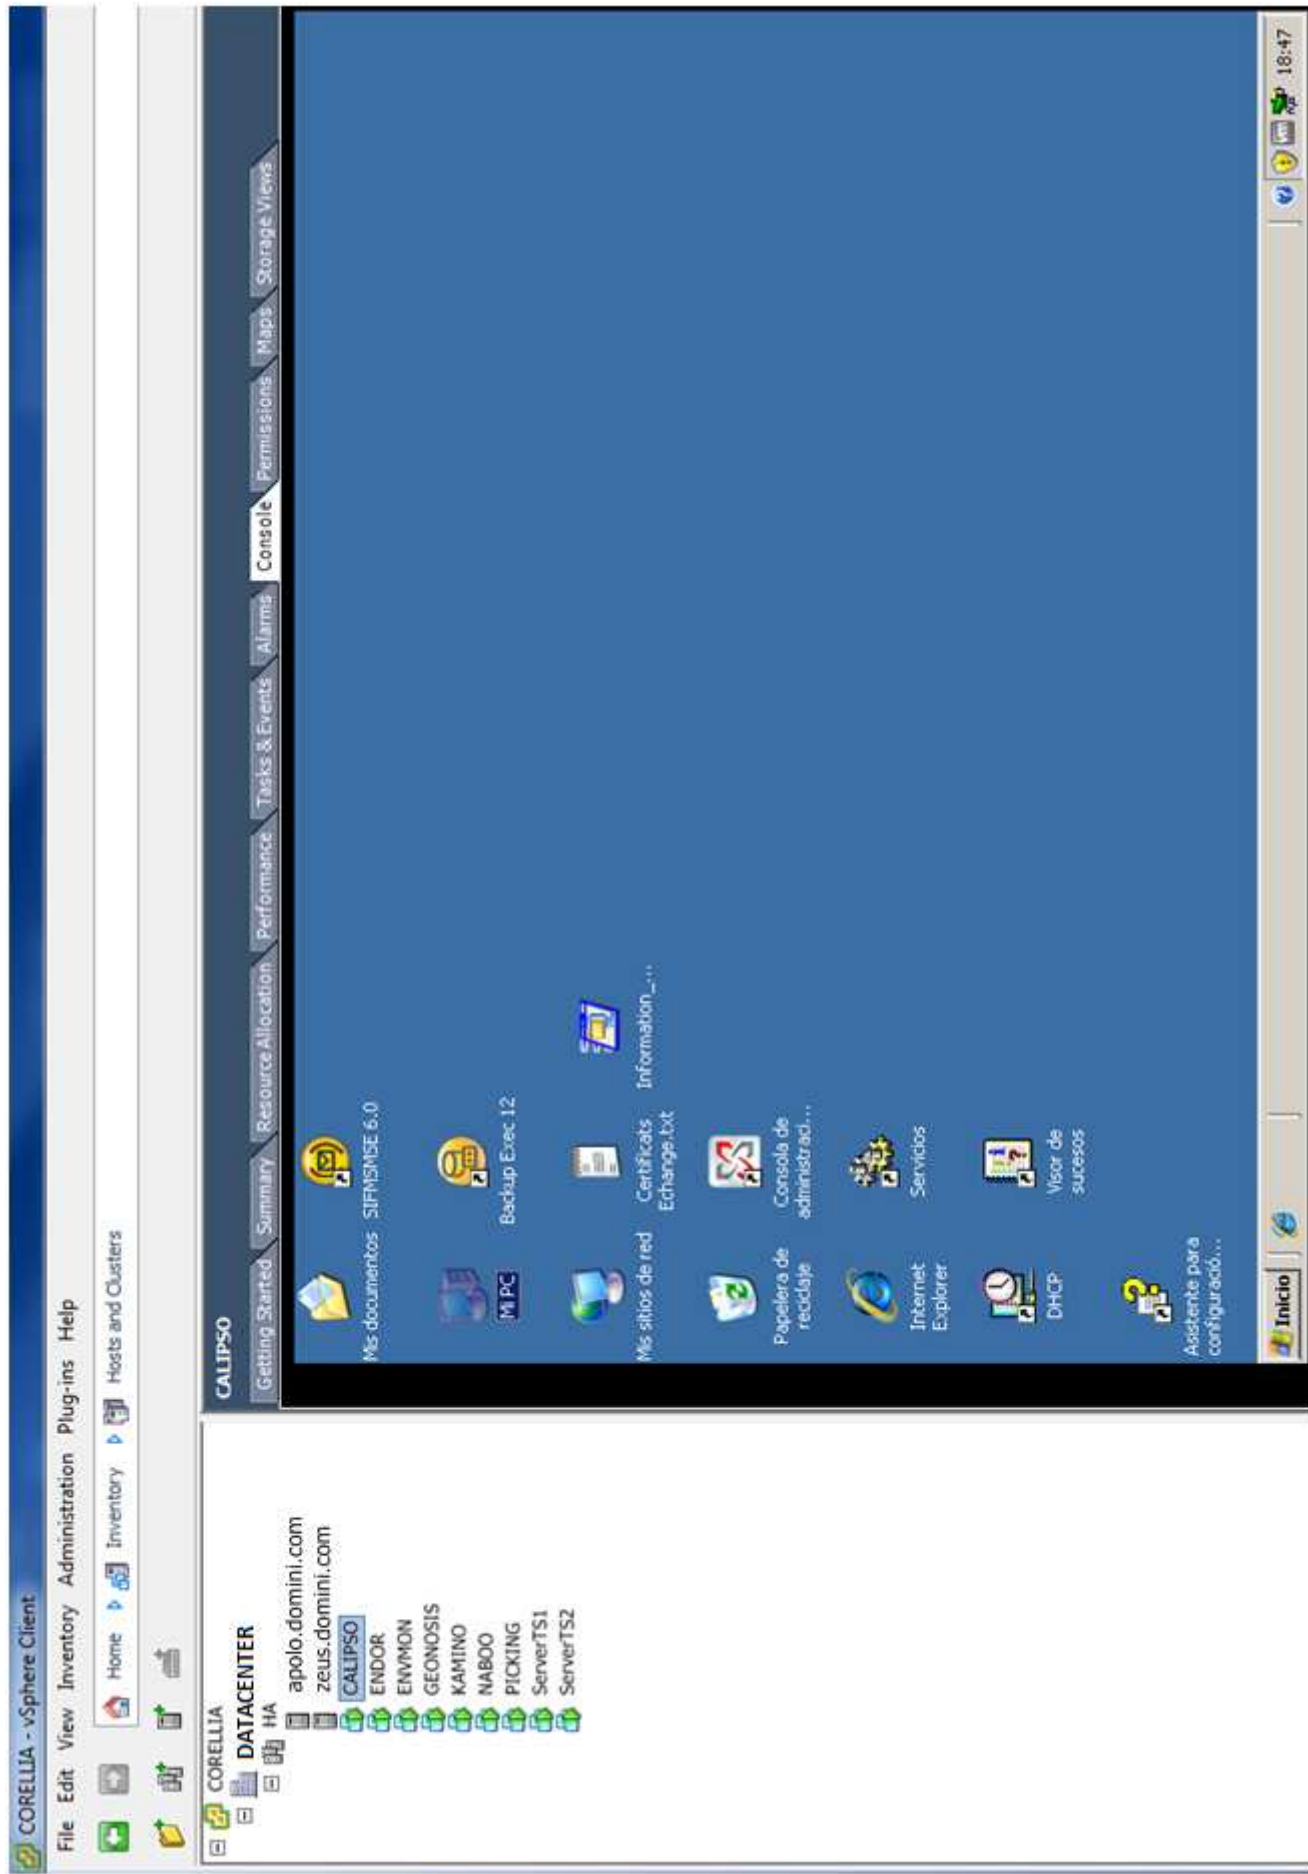 CORELLIA - vSphere Client
File Edit View Inventory Administration Plug-ins Help
Home Inventory Hosts and Clusters
CORELLIA
DATACENTER
HA
apolo.domini.com
zeus.domini.com
CALIPSO
ENDOR
ENVMON
GEONOSIS
KAMINO
NABOO
PICKING
ServerTS1
ServerTS2
CALIPSO
Getting Started Summary Resource Allocation Performance Tasks & Events Alarms Console Permissions Maps Storage Views
Mis documentos SIFMSMSE 6.0
Mi PC Backup Exec 12
Mis sitios de red Certificats Echange.txt Information_...
Papelera de reciclaje Consola de administraci...
Internet Explorer Servicios
DHCP Visor de sucesos
Asistente para configuració...
Inicio 18:47